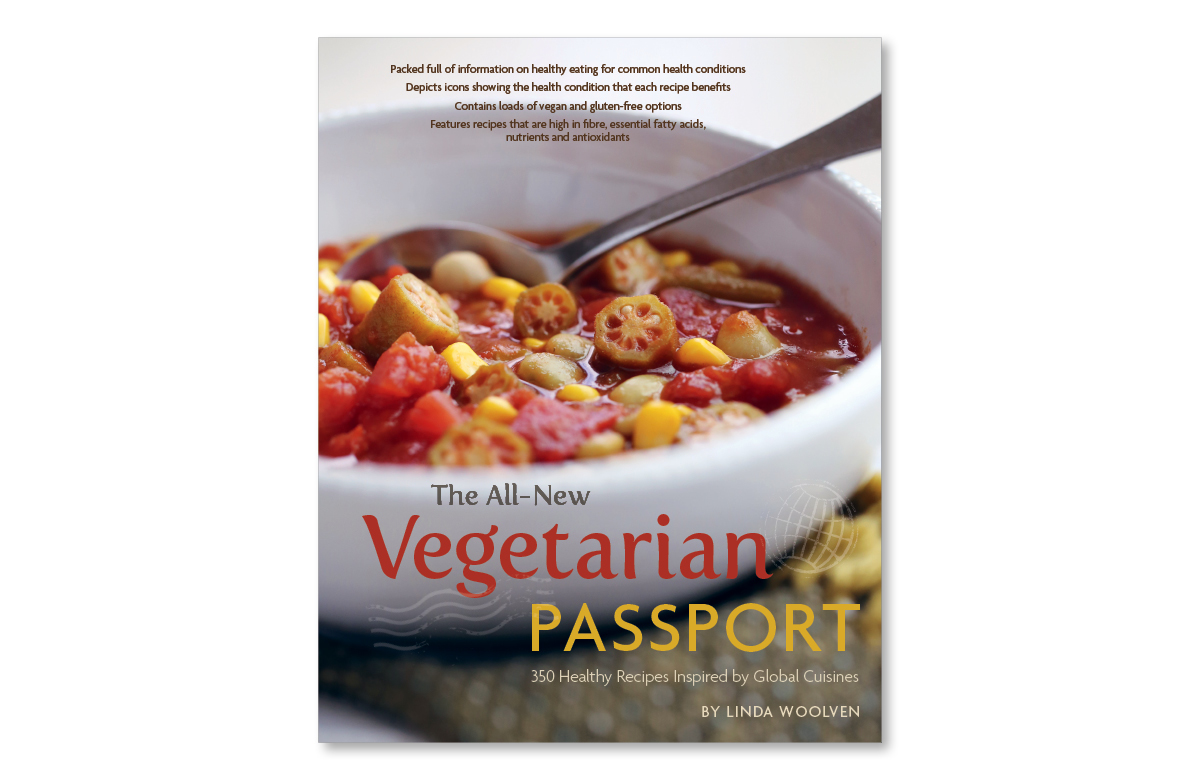 Packed full of information on healthy eating for common health conditions
Depicts icons showing the health condition that each recipe benefits
Contains loads of vegan and gluten-free options
Features recipes that are high in fibre, essential fatty acids,
nutrients and antioxidants
The All-New
Vegetarian
PASSPORT
350 Healthy Recipes Inspired by Global Cuisines
BY LINDA WOOLVEN